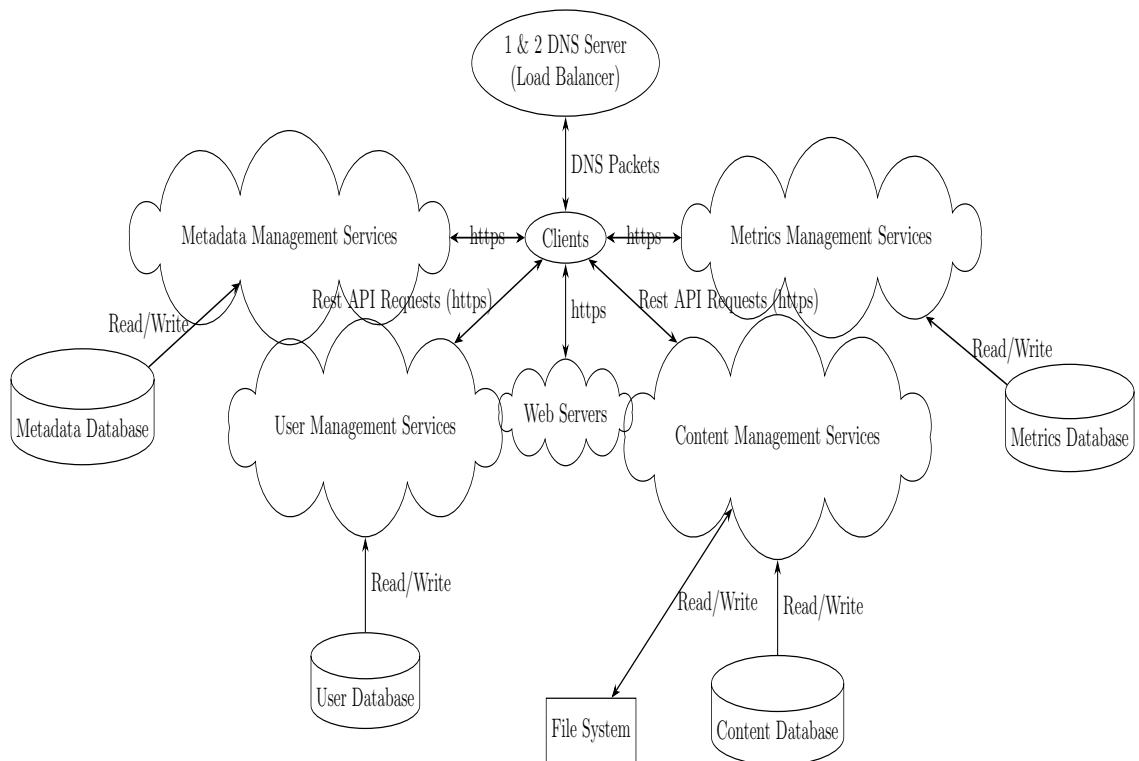 1 & 2 DNS Server
(Load Balancer)
DNS Packets
Metadata Management Services
https
Clients
https
Metrics Management Services
Rest API Requests (https)
https
Rest API Requests (https)
Read/Write
Read/Write
Metadata Database
User Management Services
Web Servers
Content Management Services
Metrics Database
Read/Write
Read/Write
Read/Write
User Database
File System
Content Database